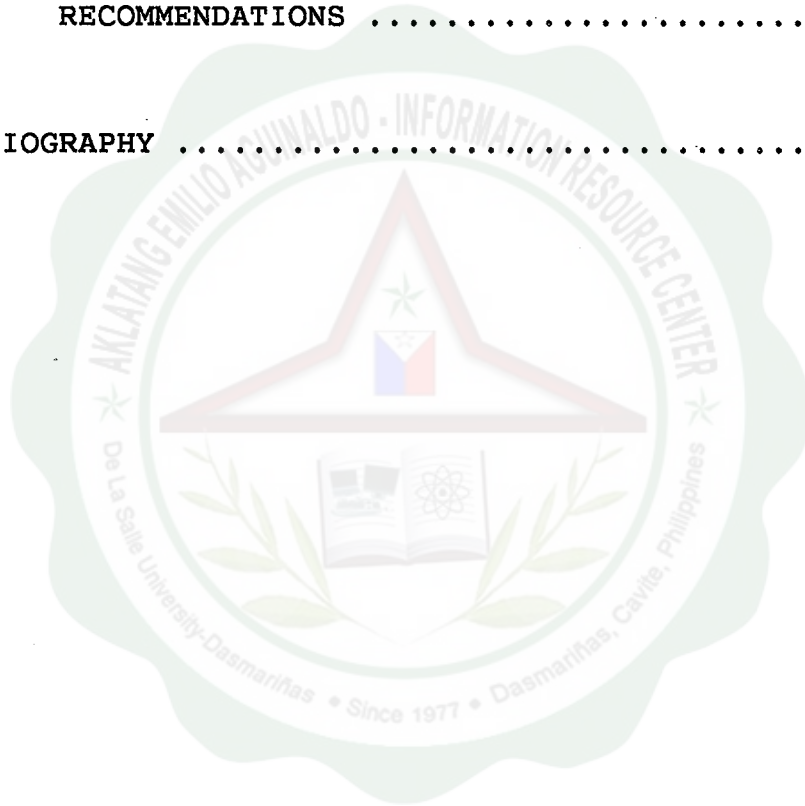 RECOMMENDATIONS ........................
IOGRAPHY .................................
AKLATANG EMILIO AGUINALDO - INFORMATION RESOURCE CENTER
De La Salle University-Dasmariñas • Since 1977 • Dasmariñas, Cavite, Philippines